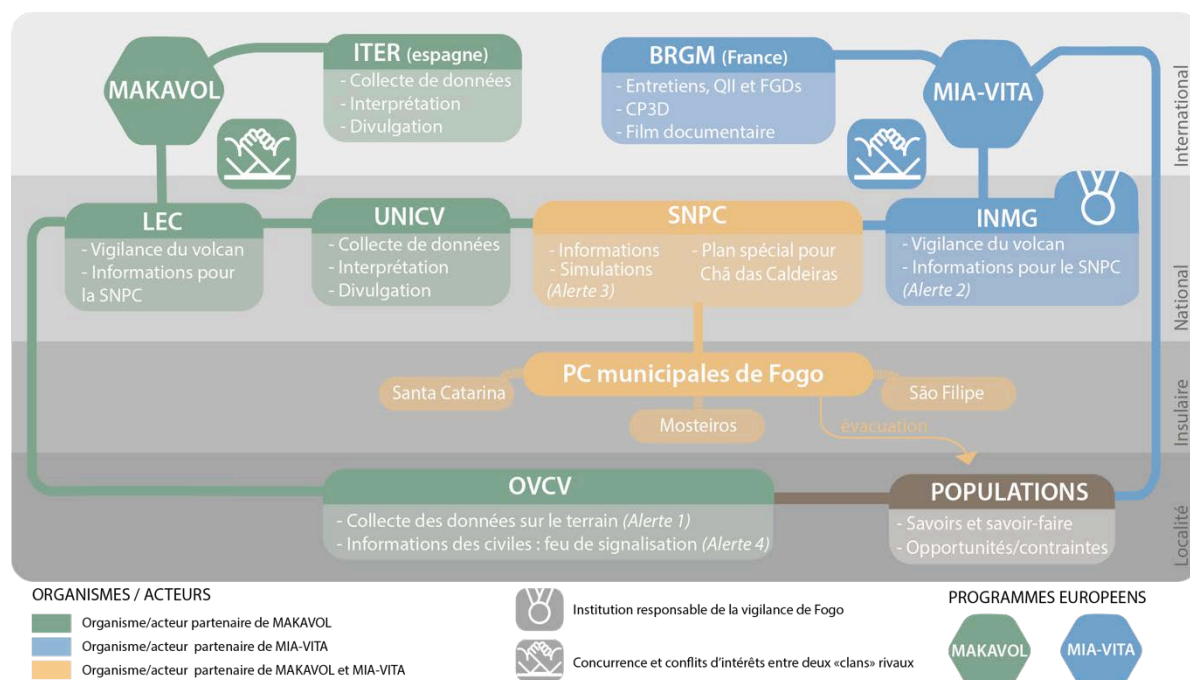 MAKAVOL
ITER (espagne)
- Collecte de données
- Interprétation
- Divulgation
BRGM (France)
- Entretiens, QII et FGDs
- CP3D
- Film documentaire
MIA-VITA
International
LEC
- Vigilance du volcan
- Informations pour
la SNPC
UNICV
- Collecte de données
- Interprétation
- Divulgation
SNPC
- Informations
- Simulations
(Alerte 3)
- Plan spécial pour
Chã das Caldeiras
INMG
- Vigilance du volcan
- Informations pour le SNPC
(Alerte 2)
National
PC municipales de Fogo
Santa Catarina
Mosteiros
São Filipe
évacuation
Insulaire
OVCV
- Collecte des données sur le terrain (Alerte 1)
- Informations des civiles : feu de signalisation (Alerte 4)
POPULATIONS
- Savoirs et savoir-faire
- Opportunités/contraintes
Localité
ORGANISMES / ACTEURS
Organisme/acteur partenaire de MAKAVOL
Organisme/acteur partenaire de MIA-VITA
Organisme/acteur partenaire de MAKAVOL et MIA-VITA
Institution responsable de la vigilance de Fogo
Concurrence et conflits d'intérêts entre deux «clans» rivaux
PROGRAMMES EUROPEENS
MAKAVOL
MIA-VITA